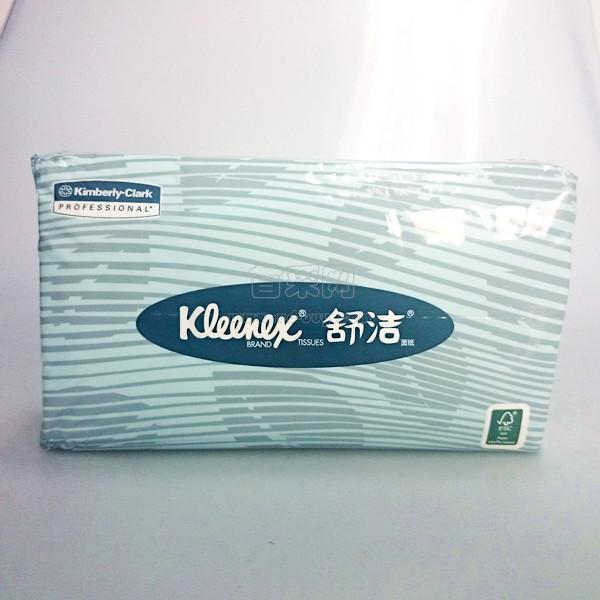 Kimberly-Clark
PROFESSIONAL*
Kleenex® 舒洁®
BRAND TISSUES 面纸
FSC